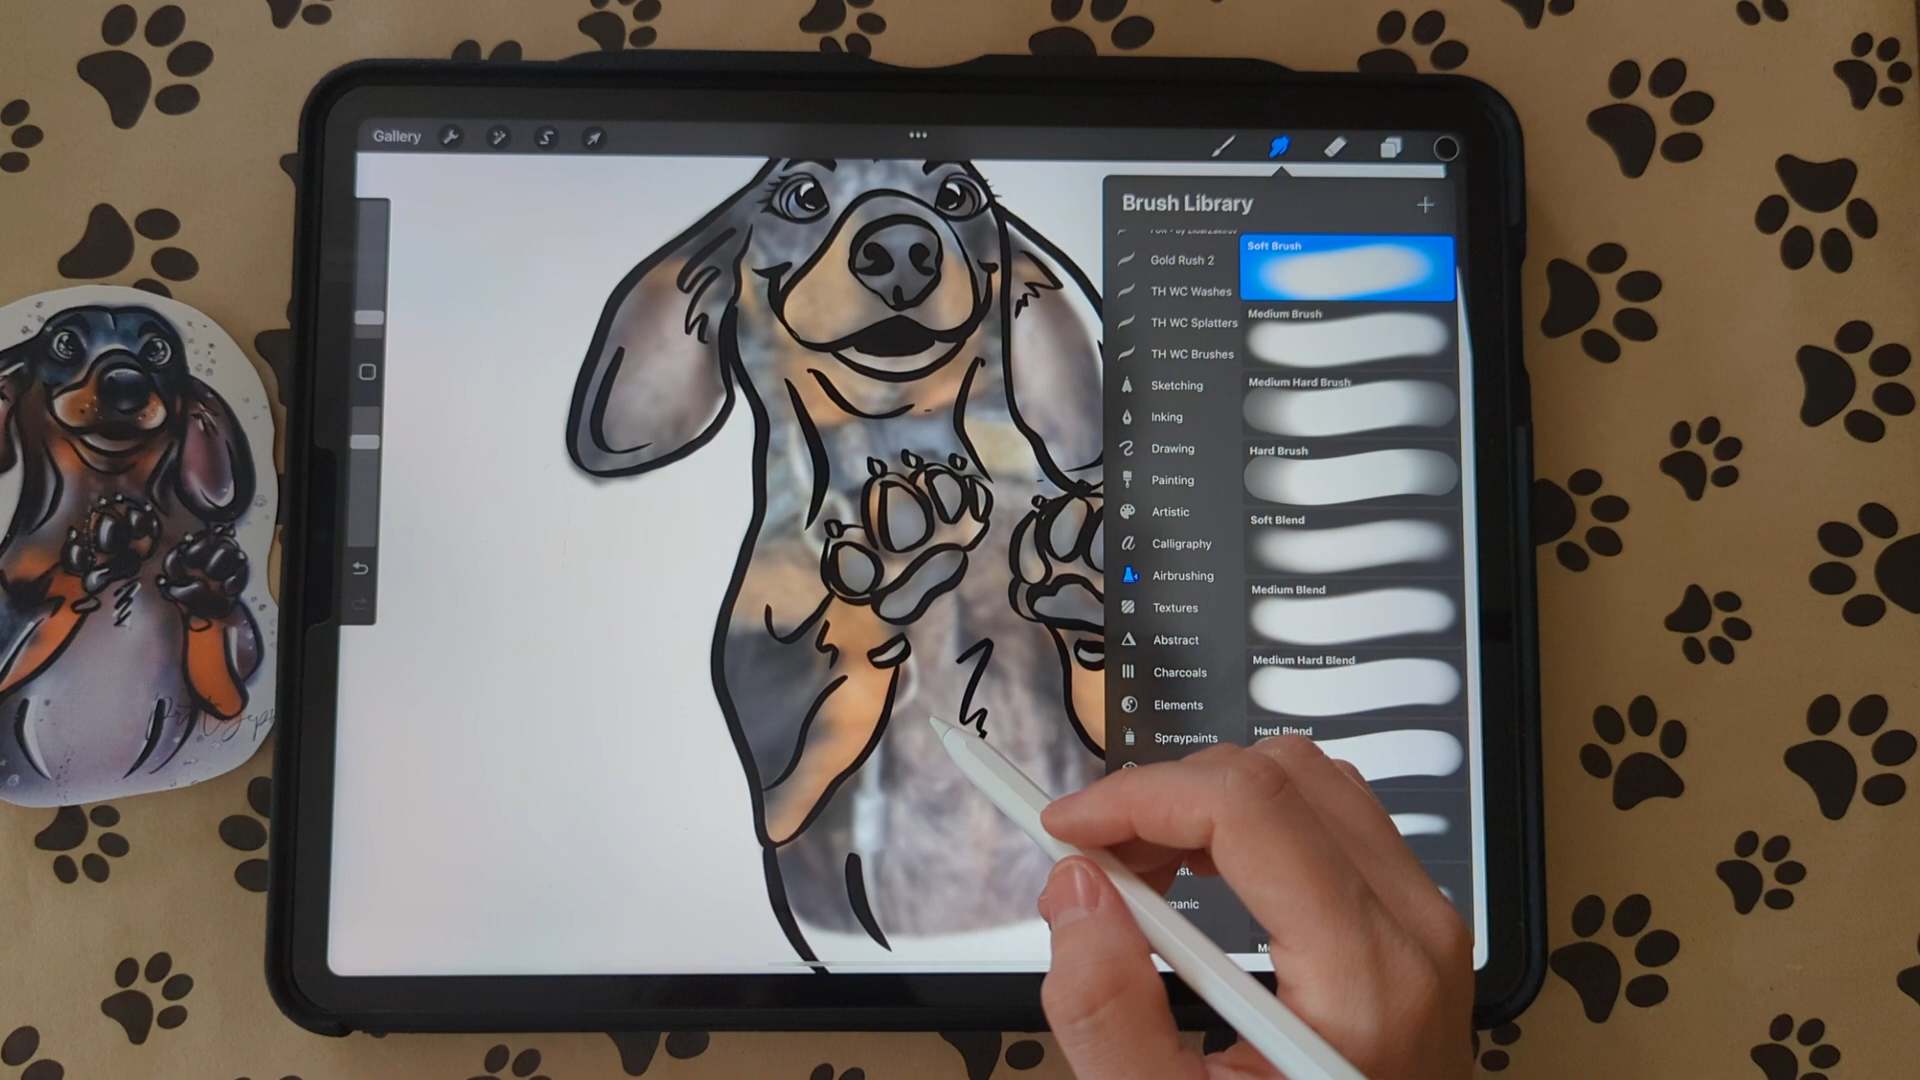 Gallery
Brush Library
Gold Rush 2
TH WC Washes
TH WC Splatters
TH WC Brushes
Sketching
Inking
Drawing
Painting
Artistic
Calligraphy
Airbrushing
Textures
Abstract
Charcoals
Elements
Spraypaints
Soft Brush
Medium Brush
Medium Hard Brush
Hard Brush
Soft Blend
Medium Blend
Medium Hard Blend
Hard Blend